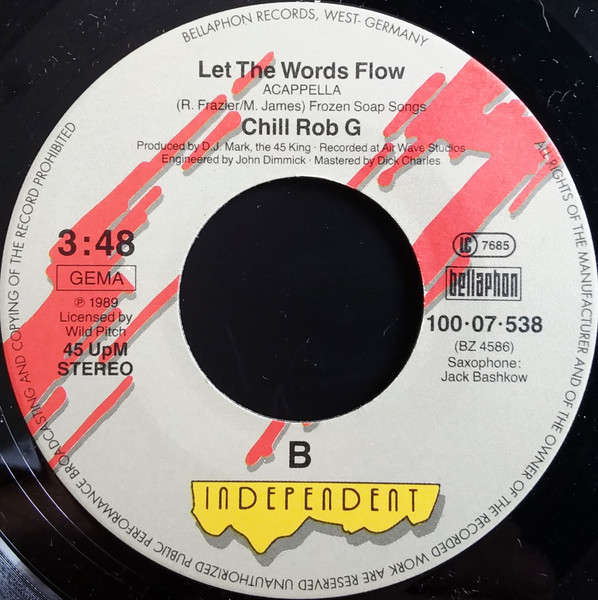 BELLAPHON RECORDS, WEST-GERMANY
ALL RIGHTS OF THE MANUFACTURER AND OF THE OWNER OF THE RECORDED WORK ARE RESERVED UNAUTHORIZED PUBLIC PERFORMANCE BROADCASTING AND COPYING OF THE RECORD PROHIBITED
Let The Words Flow
ACAPPELLA
(R. Frazier/M. James) Frozen Soap Songs
Chill Rob G
Produced by D.J. Mark, the 45 King · Recorded at Air Wave Studios
Engineered by John Dimmick · Mastered by Dick Charles
3:48
GEMA
℗ 1989
Licensed by
Wild Pitch
45 UpM
STEREO
LC 7685
bellaphon
100·07·538
(BZ 4586)
Saxophone:
Jack Bashkow
B
INDEPENDENT